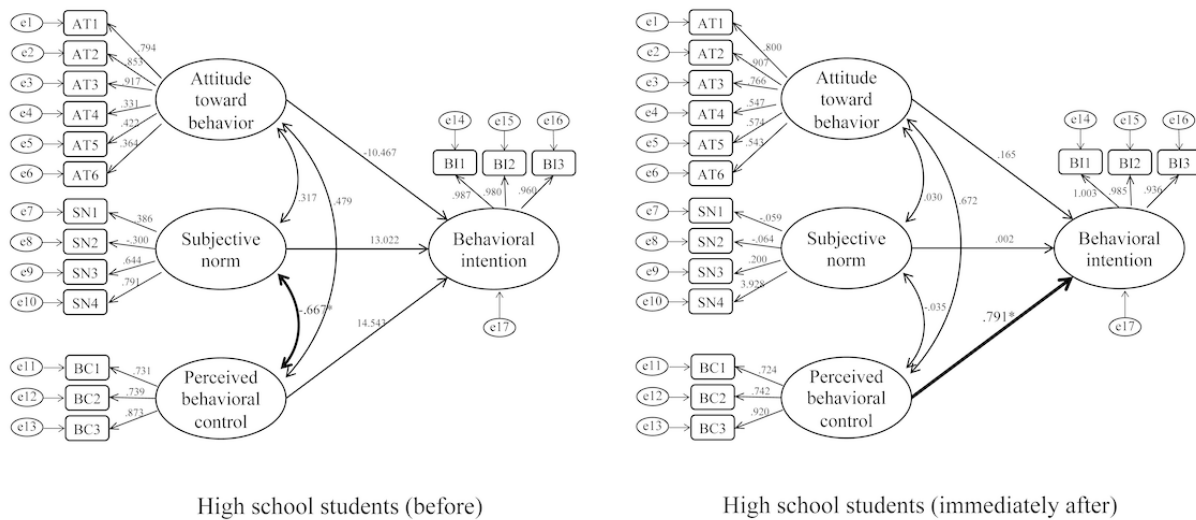 e1
AT1
e2
AT2
e3
AT3
e4
AT4
e5
AT5
e6
AT6
.794
.853
.917
.331
.422
.364
Attitude
toward
behavior
e7
SN1
e8
SN2
e9
SN3
e10
SN4
.386
-.300
.644
.791
Subjective
norm
e11
BC1
e12
BC2
e13
BC3
.731
.739
.873
Perceived
behavioral
control
.317
.479
-.667*
-10.467
13.022
14.543
e14
e15
e16
BI1
BI2
BI3
.987
.980
.960
Behavioral
intention
e17
High school students (before)
e1
AT1
e2
AT2
e3
AT3
e4
AT4
e5
AT5
e6
AT6
.800
.907
.766
.547
.574
.543
Attitude
toward
behavior
e7
SN1
e8
SN2
e9
SN3
e10
SN4
-.059
-.064
.200
3.928
Subjective
norm
e11
BC1
e12
BC2
e13
BC3
.724
.742
.920
Perceived
behavioral
control
.030
.672
-.035
.165
.002
.791*
e14
e15
e16
BI1
BI2
BI3
1.003
.985
.936
Behavioral
intention
e17
High school students (immediately after)